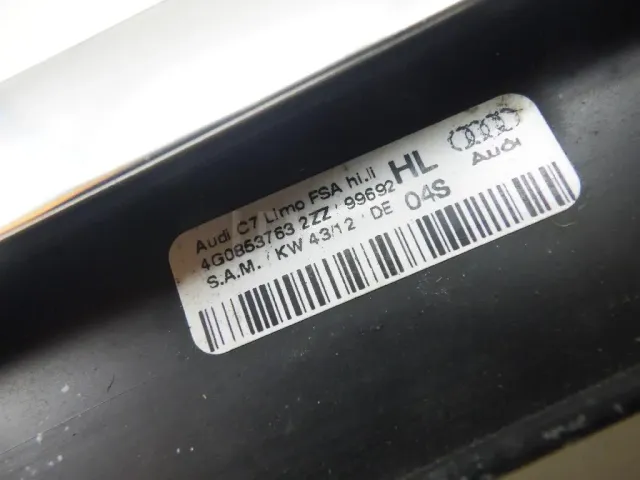 Audi C7 Limo FSA hi.li
4G0853763 2ZZ / 99692
S.A.M. / KW 43/12 DE
HL
04S
Audi